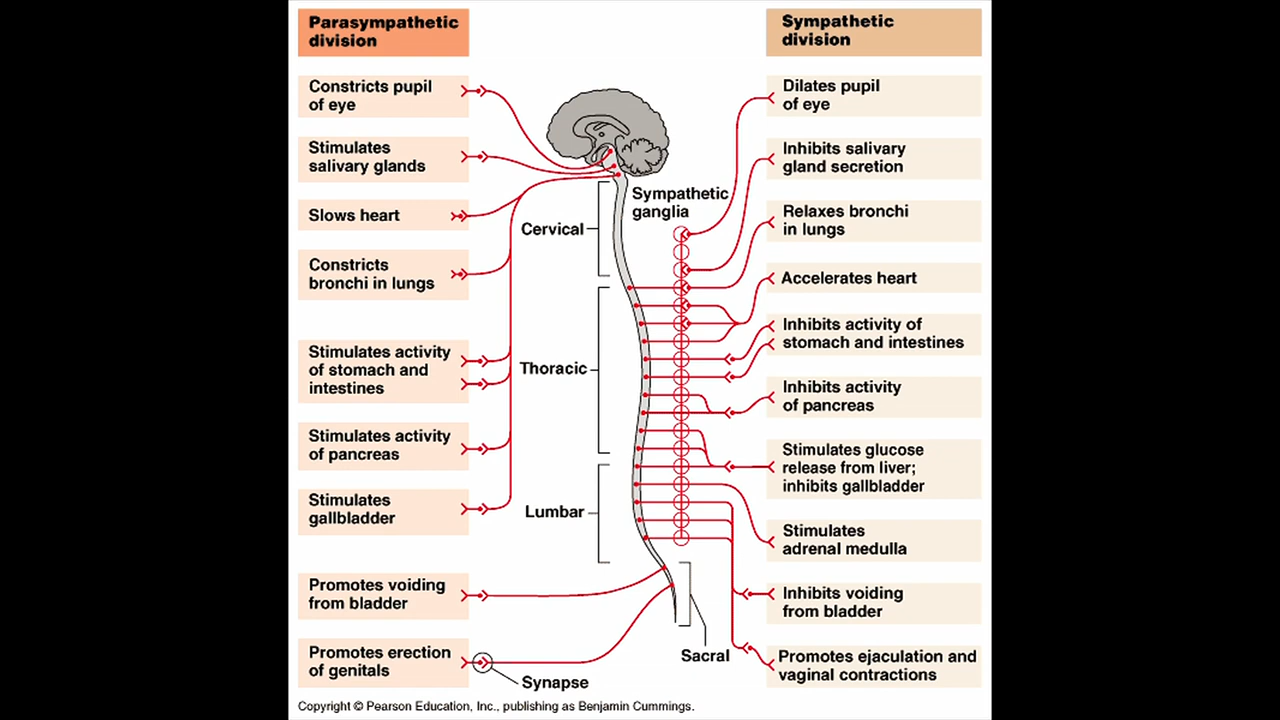 Parasympathetic
division
Constricts pupil
of eye
Stimulates
salivary glands
Slows heart
Constricts
bronchi in lungs
Stimulates activity
of stomach and
intestines
Stimulates activity
of pancreas
Stimulates
gallbladder
Promotes voiding
from bladder
Promotes erection
of genitals
Sympathetic
ganglia
Cervical
Thoracic
Lumbar
Sacral
Synapse
Sympathetic
division
Dilates pupil
of eye
Inhibits salivary
gland secretion
Relaxes bronchi
in lungs
Accelerates heart
Inhibits activity of
stomach and intestines
Inhibits activity
of pancreas
Stimulates glucose
release from liver;
inhibits gallbladder
Stimulates
adrenal medulla
Inhibits voiding
from bladder
Promotes ejaculation and
vaginal contractions
Copyright © Pearson Education, Inc., publishing as Benjamin Cummings.